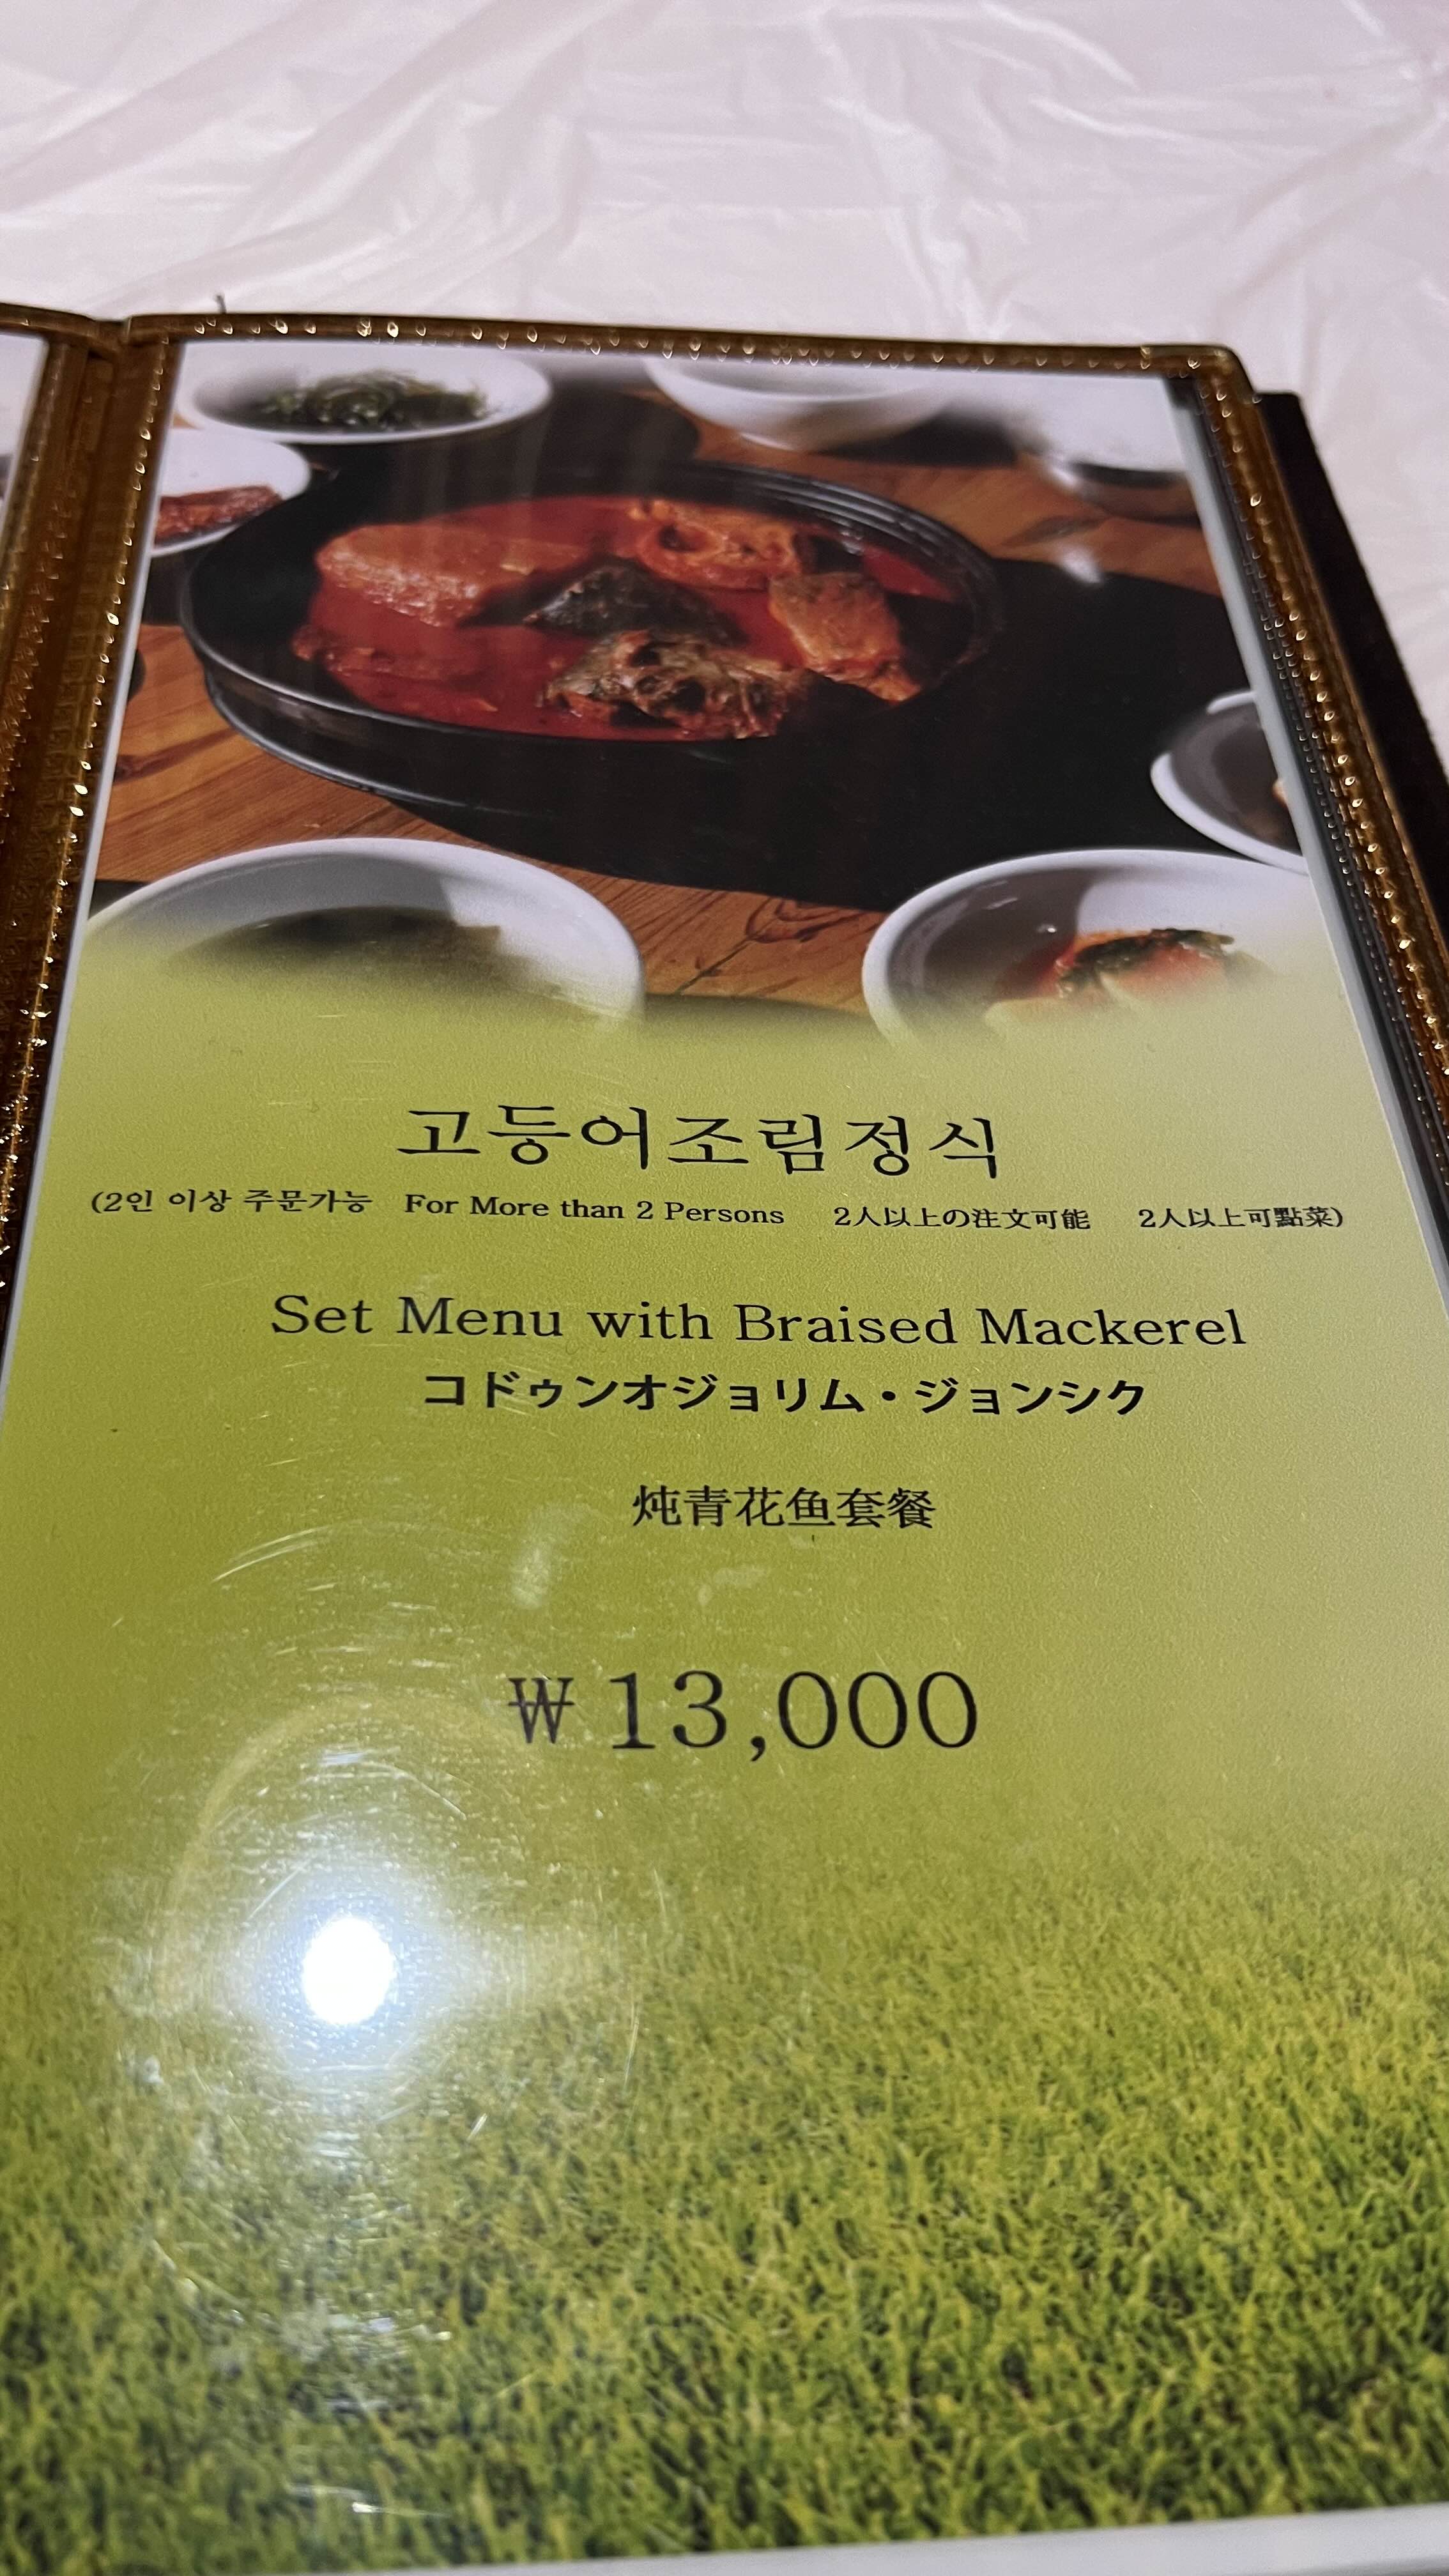 고등어조림정식
(2인 이상 주문가능 For More than 2 Persons 2人以上の注文可能 2人以上可點菜)
Set Menu with Braised Mackerel
コドゥンオジョリム・ジョンシク
炖青花鱼套餐
₩13,000